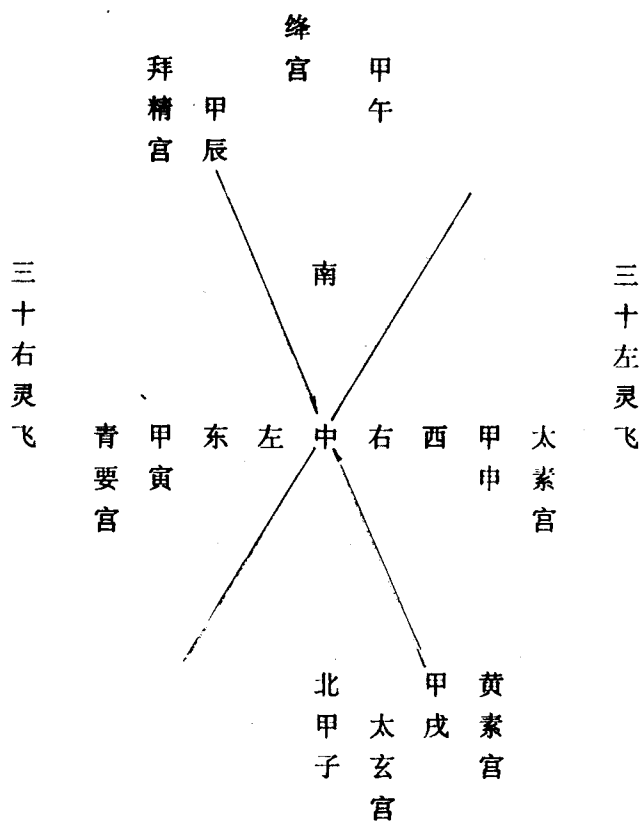 绛宫
甲午
拜精宫
甲辰
南
三十右灵飞
三十左灵飞
青要宫
甲寅
东
左
中
右
西
甲申
太素宫
北甲子
太玄宫
甲戌
黄素宫